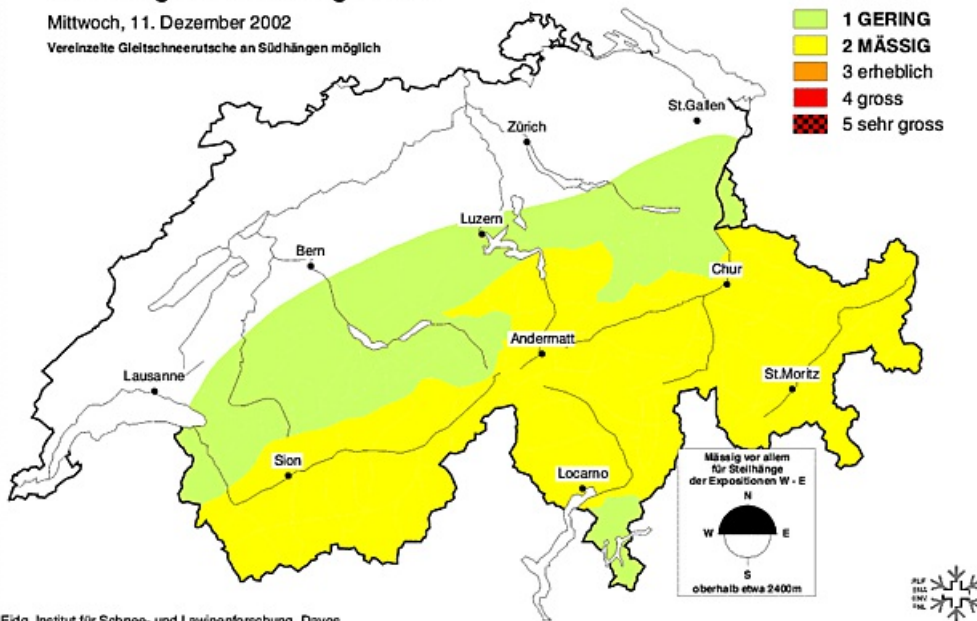 Mittwoch, 11. Dezember 2002
Vereinzelte Gleitschneerutsche an Südhängen möglich
1 GERING
2 MÄSSIG
3 erheblich
4 gross
5 sehr gross
St.Gallen
Zürich
Luzern
Bern
Chur
Andermatt
Lausanne
St.Moritz
Sion
Locarno
Mässig vor allem
für Steilhänge
der Expositionen W - E
N
W E
S
oberhalb etwa 2400m
SLF
Eidg. Institut für Schnee- und Lawinenforschung, Davos